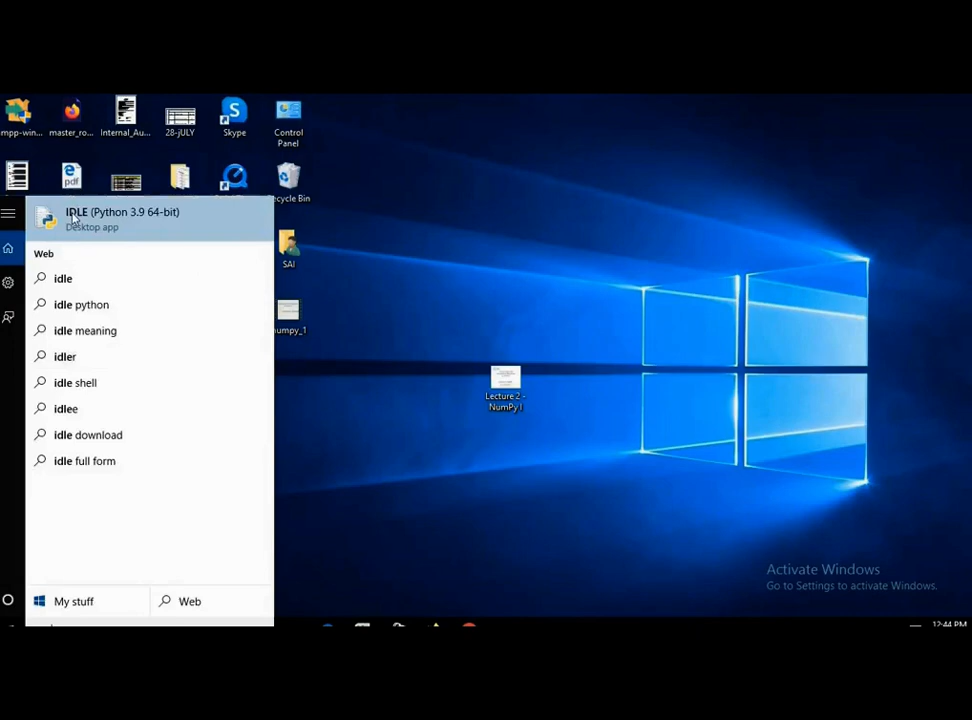 mpp-win...
master_ro...
Internal_Au...
28-jULY
Skype
Control
Panel
pdf
ecycle Bin
IDLE (Python 3.9 64-bit)
Desktop app
Web
idle
idle python
idle meaning
idler
idle shell
idlee
idle download
idle full form
My stuff
Web
SAI
numpy_1
Lecture 2 -
NumPy I
Activate Windows
Go to Settings to activate Windows.
12:44 PM